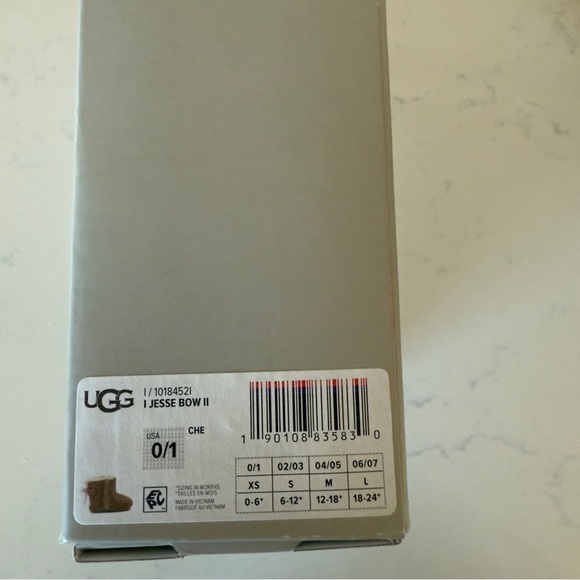 UGG
I / 1018452I
I JESSE BOW II
USA
0/1
CHE
1 90108 83583 0
*SIZING IN MONTHS
*TAILLES EN MOIS
MADE IN VIETNAM
FABRIQUÉ AU VIETNAM
0/1 02/03 04/05 06/07
XS S M L
0-6* 6-12* 12-18* 18-24*